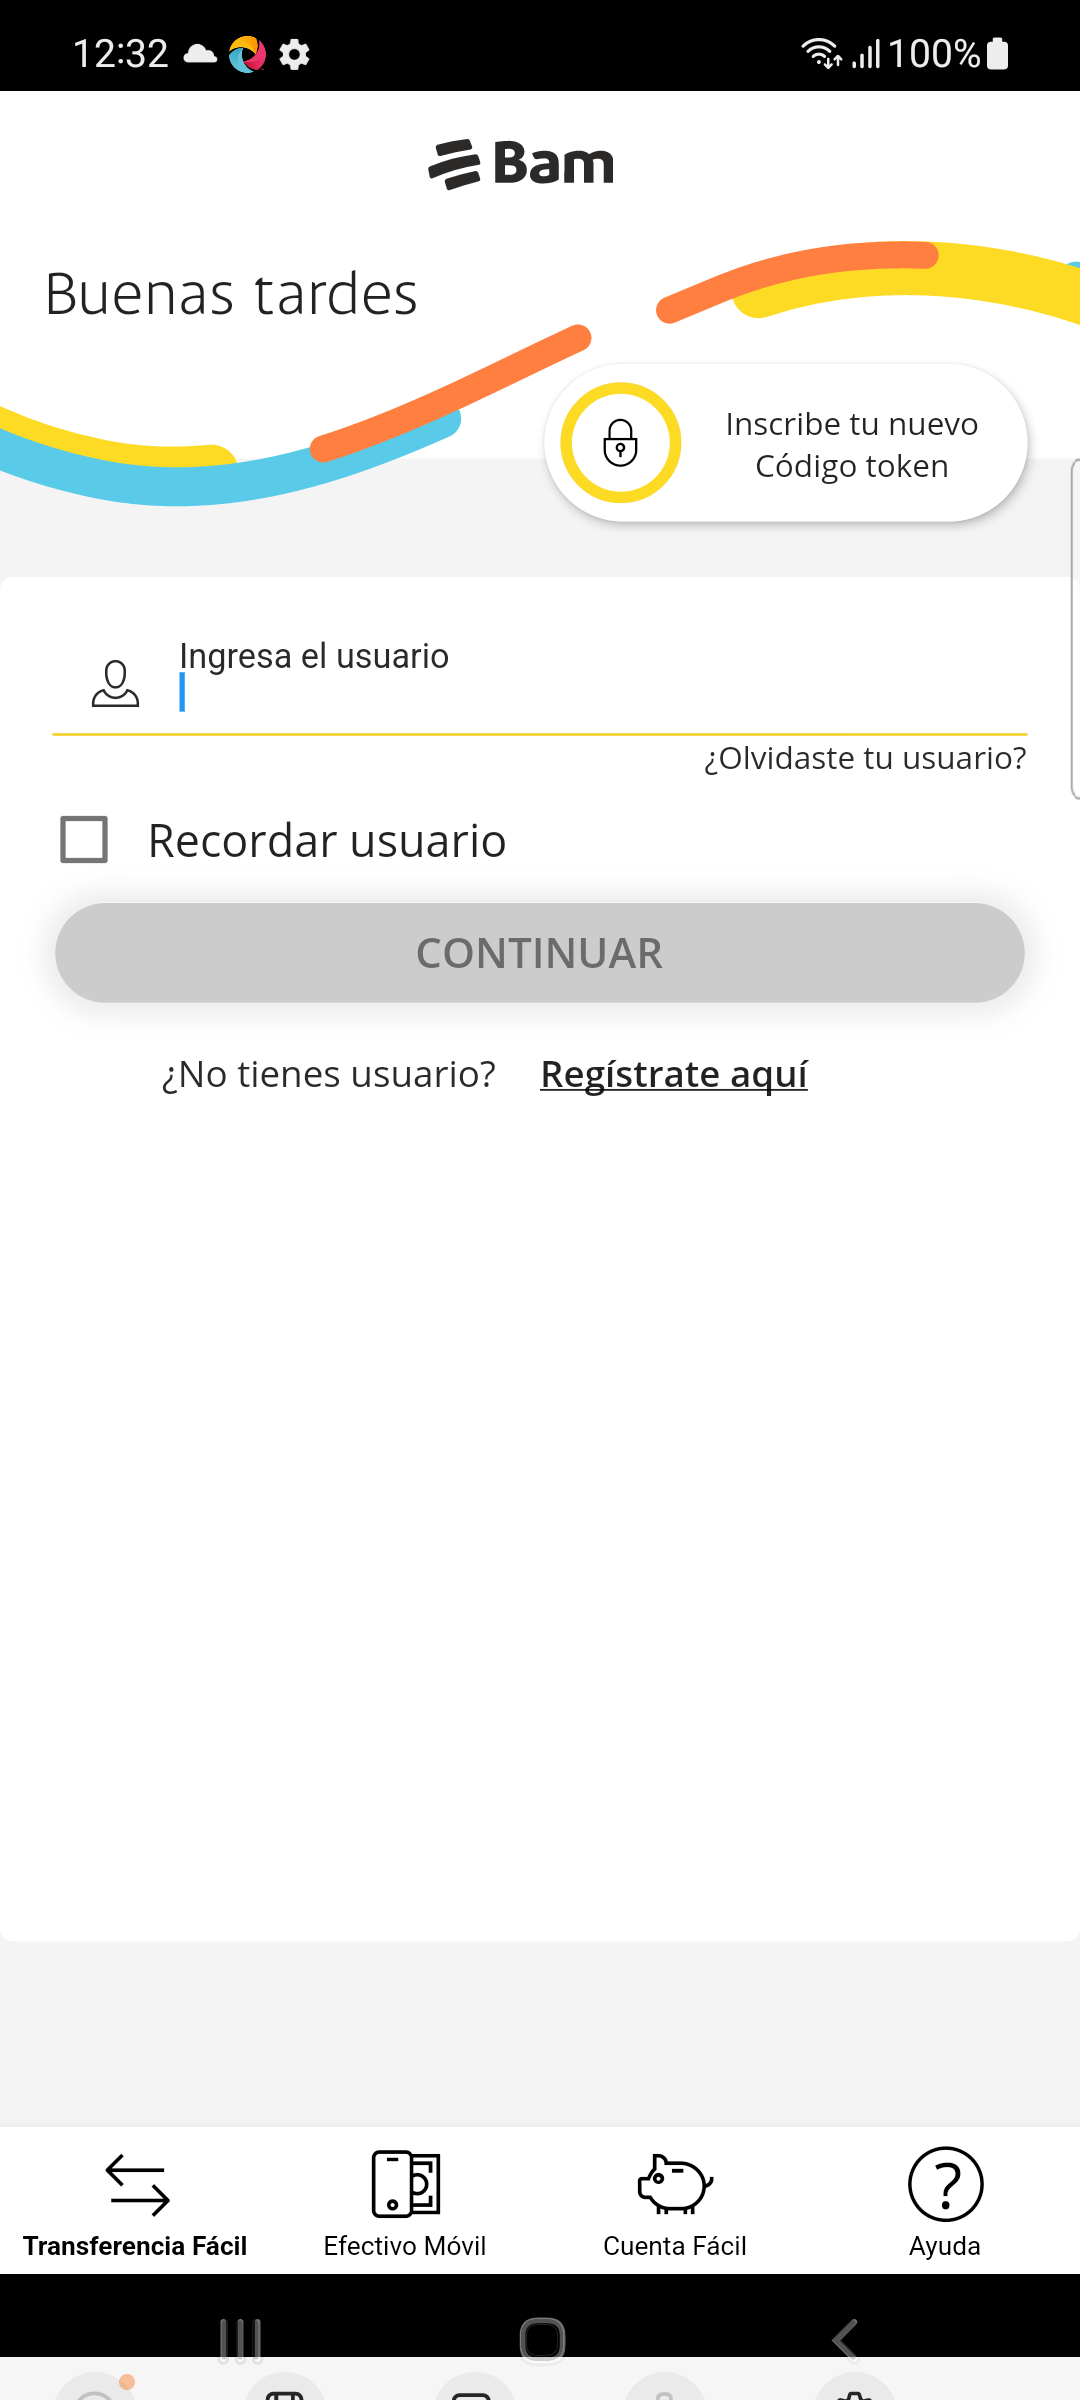 12:32
100%
Bam
Buenas tardes
Inscribe tu nuevo
Código token
Ingresa el usuario
¿Olvidaste tu usuario?
Recordar usuario
CONTINUAR
¿No tienes usuario? Regístrate aquí
Transferencia Fácil
Efectivo Móvil
Cuenta Fácil
Ayuda